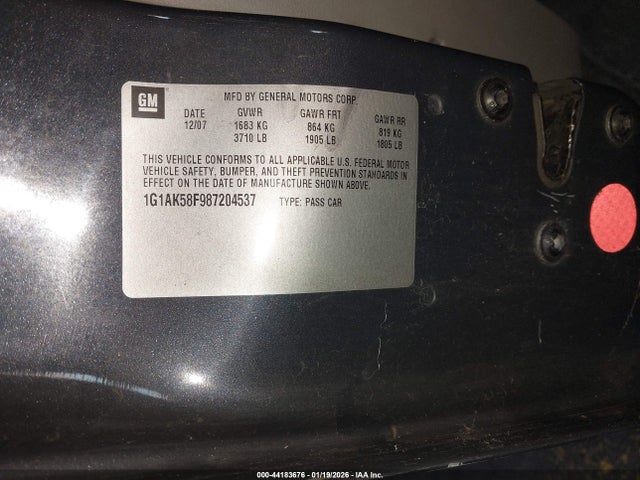 GM
MFD BY GENERAL MOTORS CORP.
DATE GVWR GAWR FRT GAWR RR
12/07 1683 KG 864 KG 819 KG
3710 LB 1905 LB 1805 LB
THIS VEHICLE CONFORMS TO ALL APPLICABLE U.S. FEDERAL MOTOR
VEHICLE SAFETY, BUMPER, AND THEFT PREVENTION STANDARDS IN
EFFECT ON THE DATE OF MANUFACTURE SHOWN ABOVE.
1G1AK58F987204537 TYPE: PASS CAR
000-44183676 - 01/19/2026 - IAA Inc.